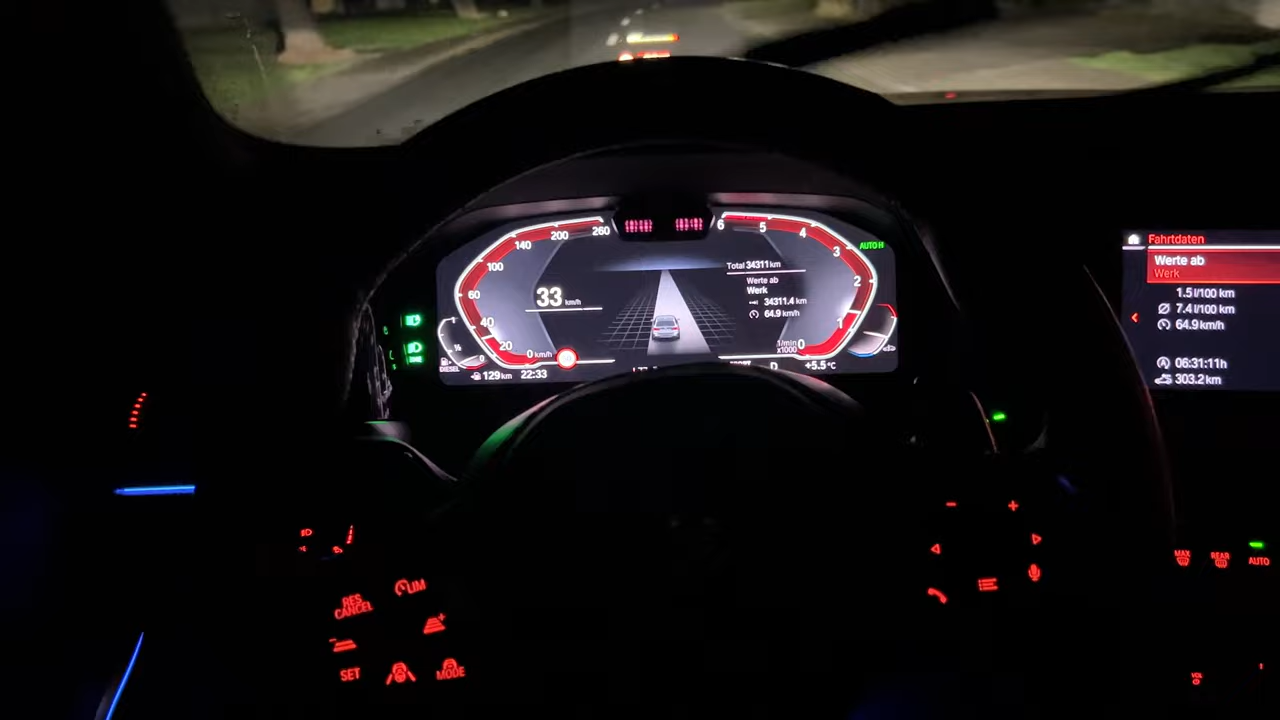 260
200
140
100
60
40
20
0 km/h
33 km/h
DIESEL
129 km
22:33
Total 34311 km
Werte ab
Werk
34311.4 km
64.9 km/h
6
5
4
3
2
1
0
1/min
x1000
AUTO H
D
+5.5 °C
Fahrtdaten
Werte ab
Werk
1.5 l/100 km
Ø 7.4 l/100 km
64.9 km/h
06:31:11h
303.2 km
RES
CANCEL
LIM
SET
MODE
- +
MAX
REAR
AUTO
VOL